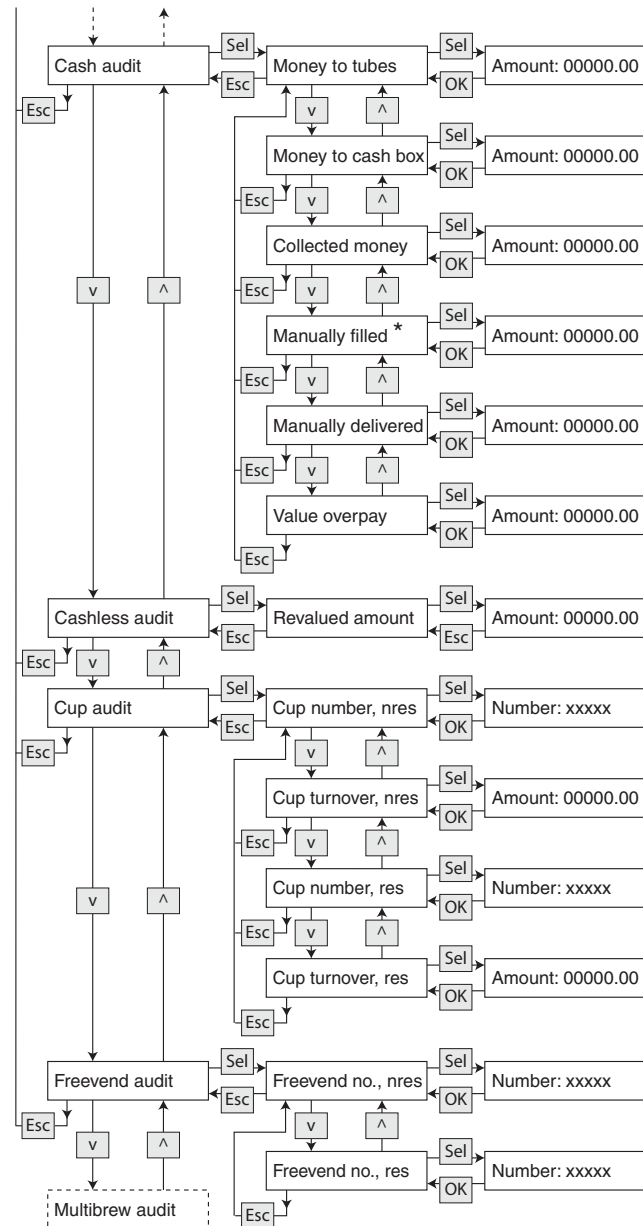 Sel Sel
Cash audit Money to tubes Amount: 00000.00
Esc OK
Esc v ^
Sel
Money to cash box Amount: 00000.00
OK
Esc v ^
Sel
Collected money Amount: 00000.00
OK
v ^ Esc v ^
Sel
Manually filled * Amount: 00000.00
OK
Esc v ^
Sel
Manually delivered Amount: 00000.00
OK
Esc v ^
Sel
Value overpay Amount: 00000.00
OK
Esc
Sel Sel
Cashless audit Revalued amount Amount: 00000.00
Esc Esc
Esc v ^
Sel Sel
Cup audit Cup number, nres Number: xxxxx
Esc OK
Esc v ^
Sel
Cup turnover, nres Amount: 00000.00
OK
Esc v ^
Sel
v ^ Cup number, res Number: xxxxx
OK
Esc v ^
Sel
Cup turnover, res Amount: 00000.00
OK
Esc
Sel Sel
Freevend audit Freevend no., nres Number: xxxxx
Esc OK
Esc v ^ v ^
Sel
Freevend no., res Number: xxxxx
OK
Multibrew audit Esc